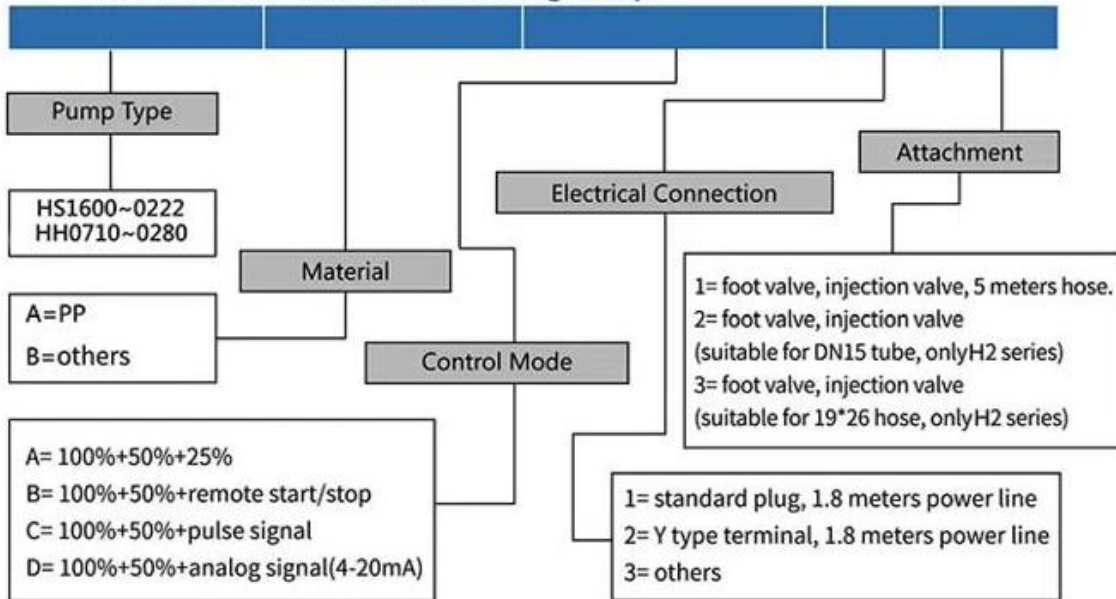 Pump Type
HS1600~0222
HH0710~0280
Material
A=PP
B=others
Control Mode
A= 100%+50%+25%
B= 100%+50%+remote start/stop
C= 100%+50%+pulse signal
D= 100%+50%+analog signal(4-20mA)
Electrical Connection
1= standard plug, 1.8 meters power line
2= Y type terminal, 1.8 meters power line
3= others
Attachment
1= foot valve, injection valve, 5 meters hose.
2= foot valve, injection valve
(suitable for DN15 tube, onlyH2 series)
3= foot valve, injection valve
(suitable for 19*26 hose, onlyH2 series)